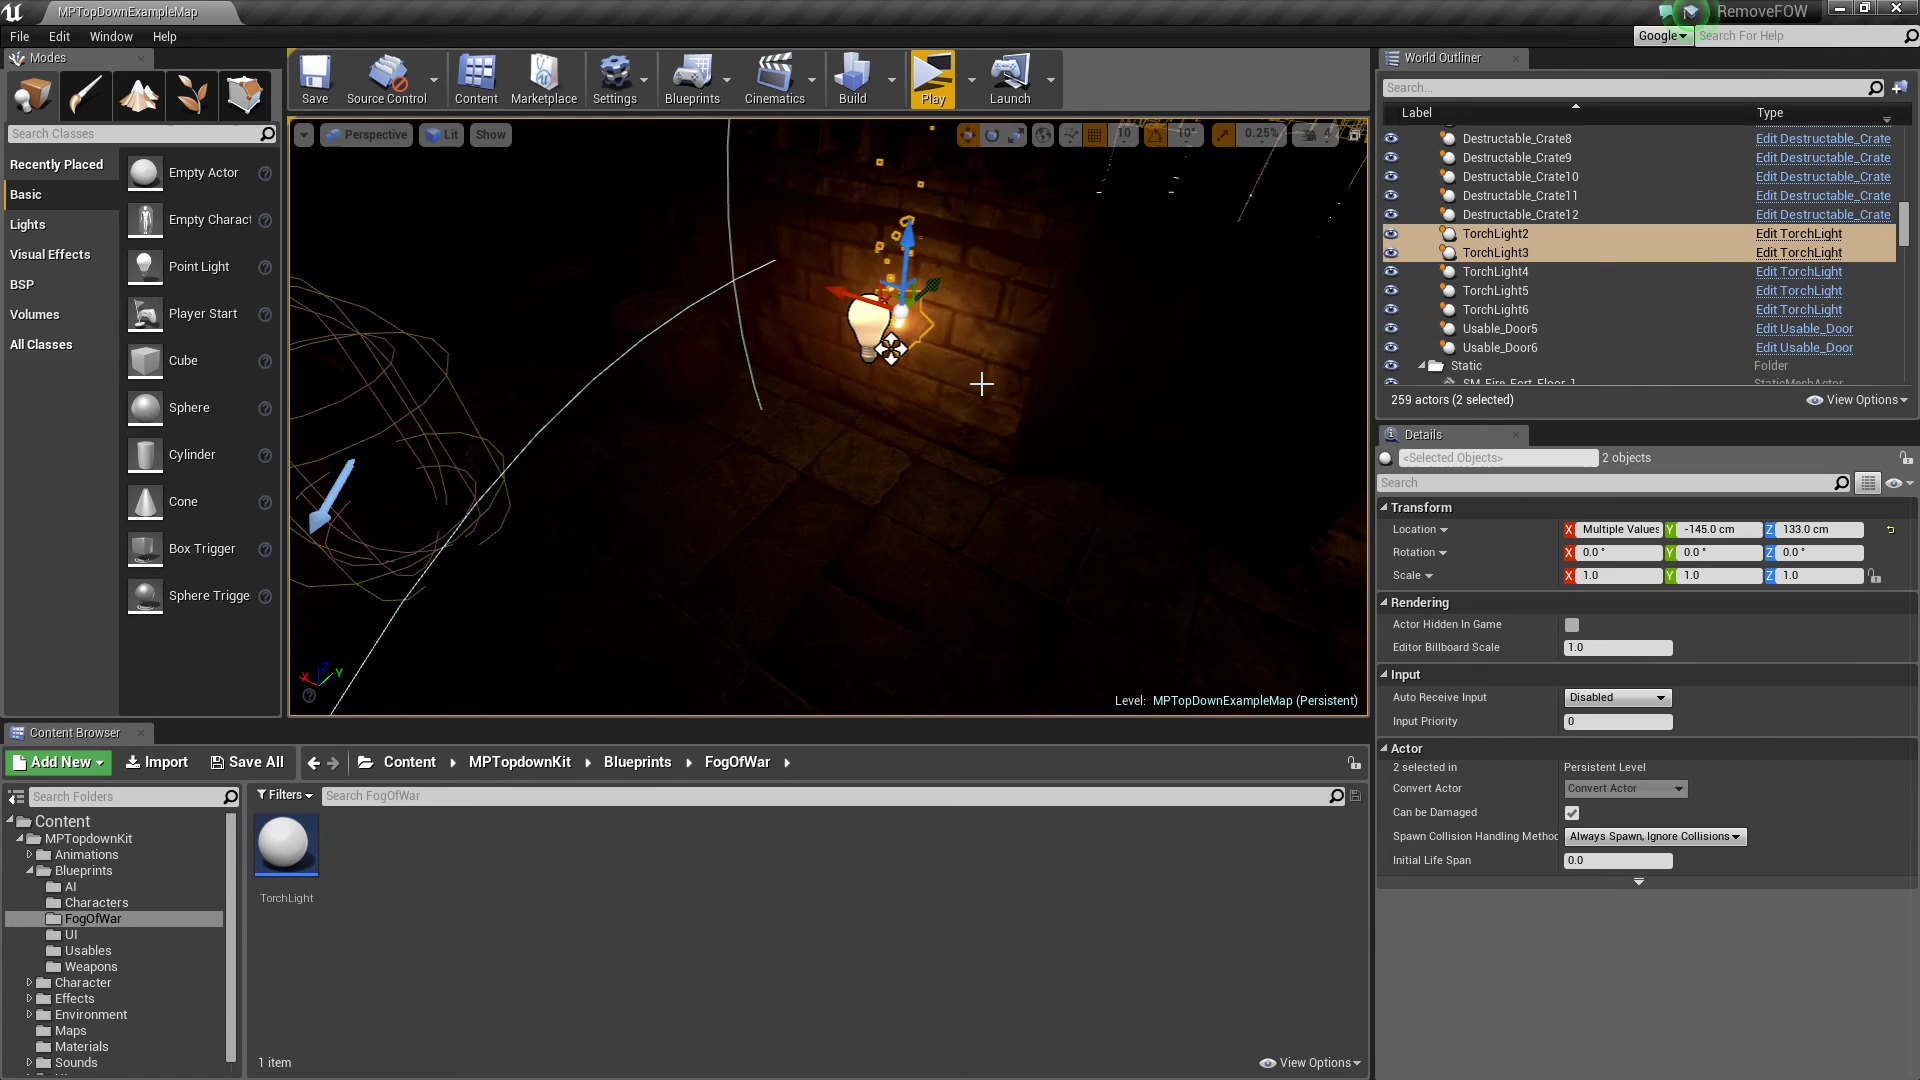 MPTopDownExampleMap
RemoveFOW
File Edit Window Help
Google Search For Help
Modes
Search Classes
Recently Placed
Basic
Lights
Visual Effects
BSP
Volumes
All Classes
Empty Actor
Empty Charact
Point Light
Player Start
Cube
Sphere
Cylinder
Cone
Box Trigger
Sphere Trigge
Save Source Control Content Marketplace Settings Blueprints Cinematics Build Play Launch
Perspective Lit Show
10 10° 0.25 4
X Z Y
Level: MPTopDownExampleMap (Persistent)
World Outliner
Search...
Label Type
Destructable_Crate8 Edit Destructable_Crate
Destructable_Crate9 Edit Destructable_Crate
Destructable_Crate10 Edit Destructable_Crate
Destructable_Crate11 Edit Destructable_Crate
Destructable_Crate12 Edit Destructable_Crate
TorchLight2 Edit TorchLight
TorchLight3 Edit TorchLight
TorchLight4 Edit TorchLight
TorchLight5 Edit TorchLight
TorchLight6 Edit TorchLight
Usable_Door5 Edit Usable_Door
Usable_Door6 Edit Usable_Door
Static Folder
SM_Fire_Fort_Floor_1 StaticMeshActor
259 actors (2 selected) View Options
Details
<Selected Objects> 2 objects
Search
Transform
Location X Multiple Values Y -145.0 cm Z 133.0 cm
Rotation X 0.0 ° Y 0.0 ° Z 0.0 °
Scale X 1.0 Y 1.0 Z 1.0
Rendering
Actor Hidden In Game
Editor Billboard Scale 1.0
Input
Auto Receive Input Disabled
Input Priority 0
Actor
2 selected in Persistent Level
Convert Actor Convert Actor
Can be Damaged
Spawn Collision Handling Method Always Spawn, Ignore Collisions
Initial Life Span 0.0
Content Browser
Add New Import Save All Content MPTopdownKit Blueprints FogOfWar
Search Folders
Filters Search FogOfWar
Content
MPTopdownKit
Animations
Blueprints
AI
Characters
FogOfWar
UI
Usables
Weapons
Character
Effects
Environment
Maps
Materials
Sounds
TorchLight
1 item View Options